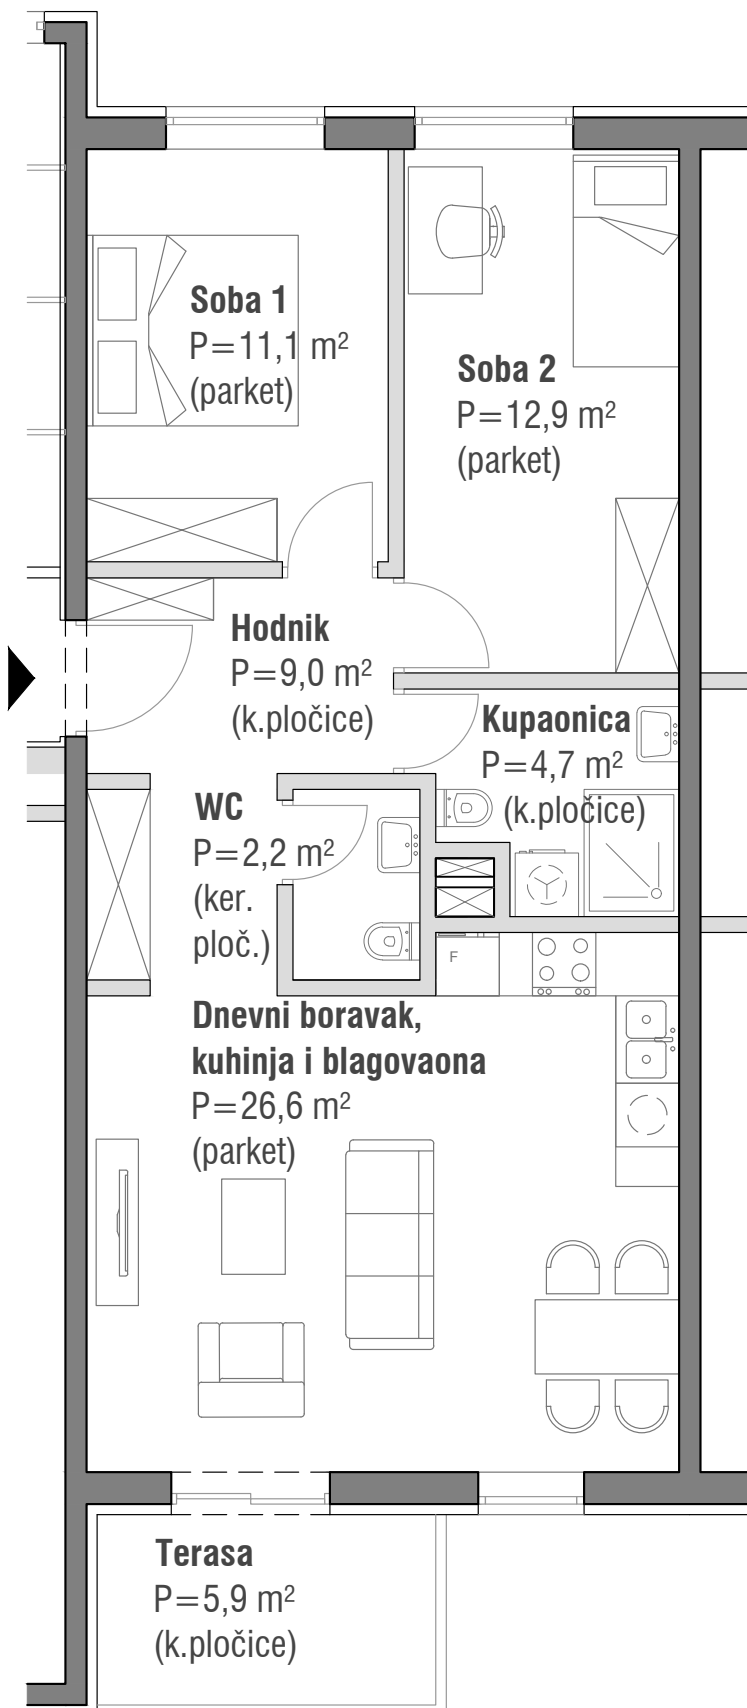 Soba 1
P=11,1 m²
(parket)
Soba 2
P=12,9 m²
(parket)
Hodnik
P=9,0 m²
(k.pločice)
Kupaonica
P=4,7 m²
(k.pločice)
WC
P=2,2 m²
(ker.
ploč.)
F
Dnevni boravak,
kuhinja i blagovaona
P=26,6 m²
(parket)
Terasa
P=5,9 m²
(k.pločice)